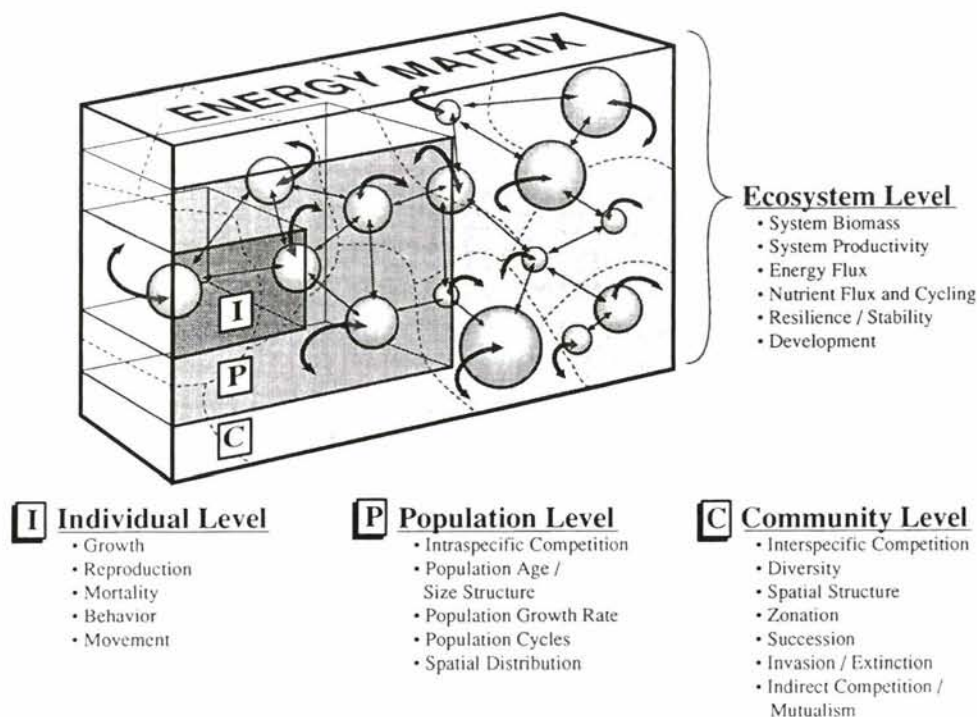 ENERGY MATRIX
I
P
C
Ecosystem Level
• System Biomass
• System Productivity
• Energy Flux
• Nutrient Flux and Cycling
• Resilience / Stability
• Development
I Individual Level
• Growth
• Reproduction
• Mortality
• Behavior
• Movement
P Population Level
• Intraspecific Competition
• Population Age /
Size Structure
• Population Growth Rate
• Population Cycles
• Spatial Distribution
C Community Level
• Interspecific Competition
• Diversity
• Spatial Structure
• Zonation
• Succession
• Invasion / Extinction
• Indirect Competition /
Mutualism